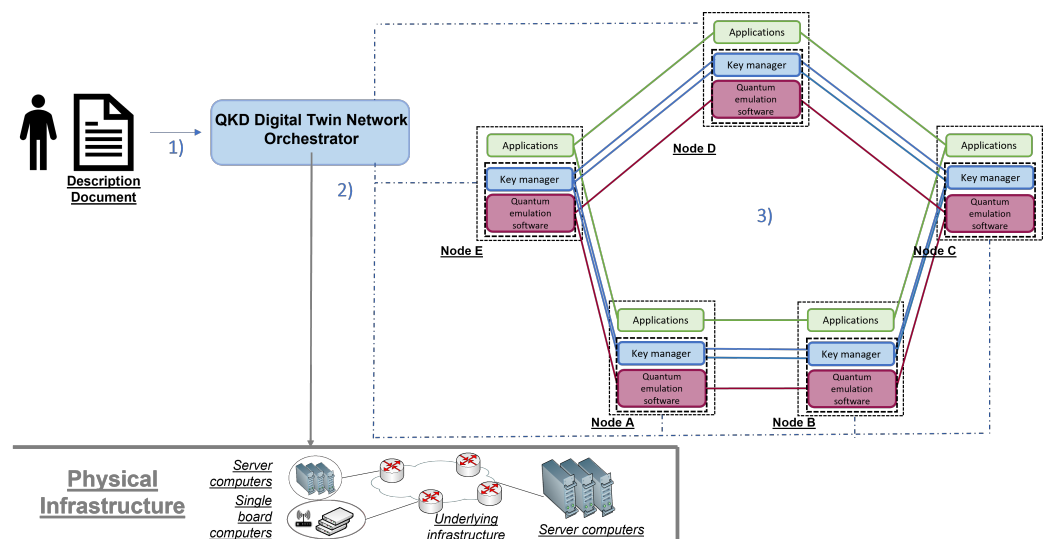 Description
Document
1)
QKD Digital Twin Network
Orchestrator
2)
3)
Applications
Key manager
Quantum
emulation
software
Node D
Applications
Key manager
Quantum
emulation
software
Node E
Applications
Key manager
Quantum
emulation
software
Node C
Applications
Key manager
Quantum
emulation
software
Node A
Applications
Key manager
Quantum
emulation
software
Node B
Physical
Infrastructure
Server
computers
Single
board
computers
Underlying
infrastructure
Server computers